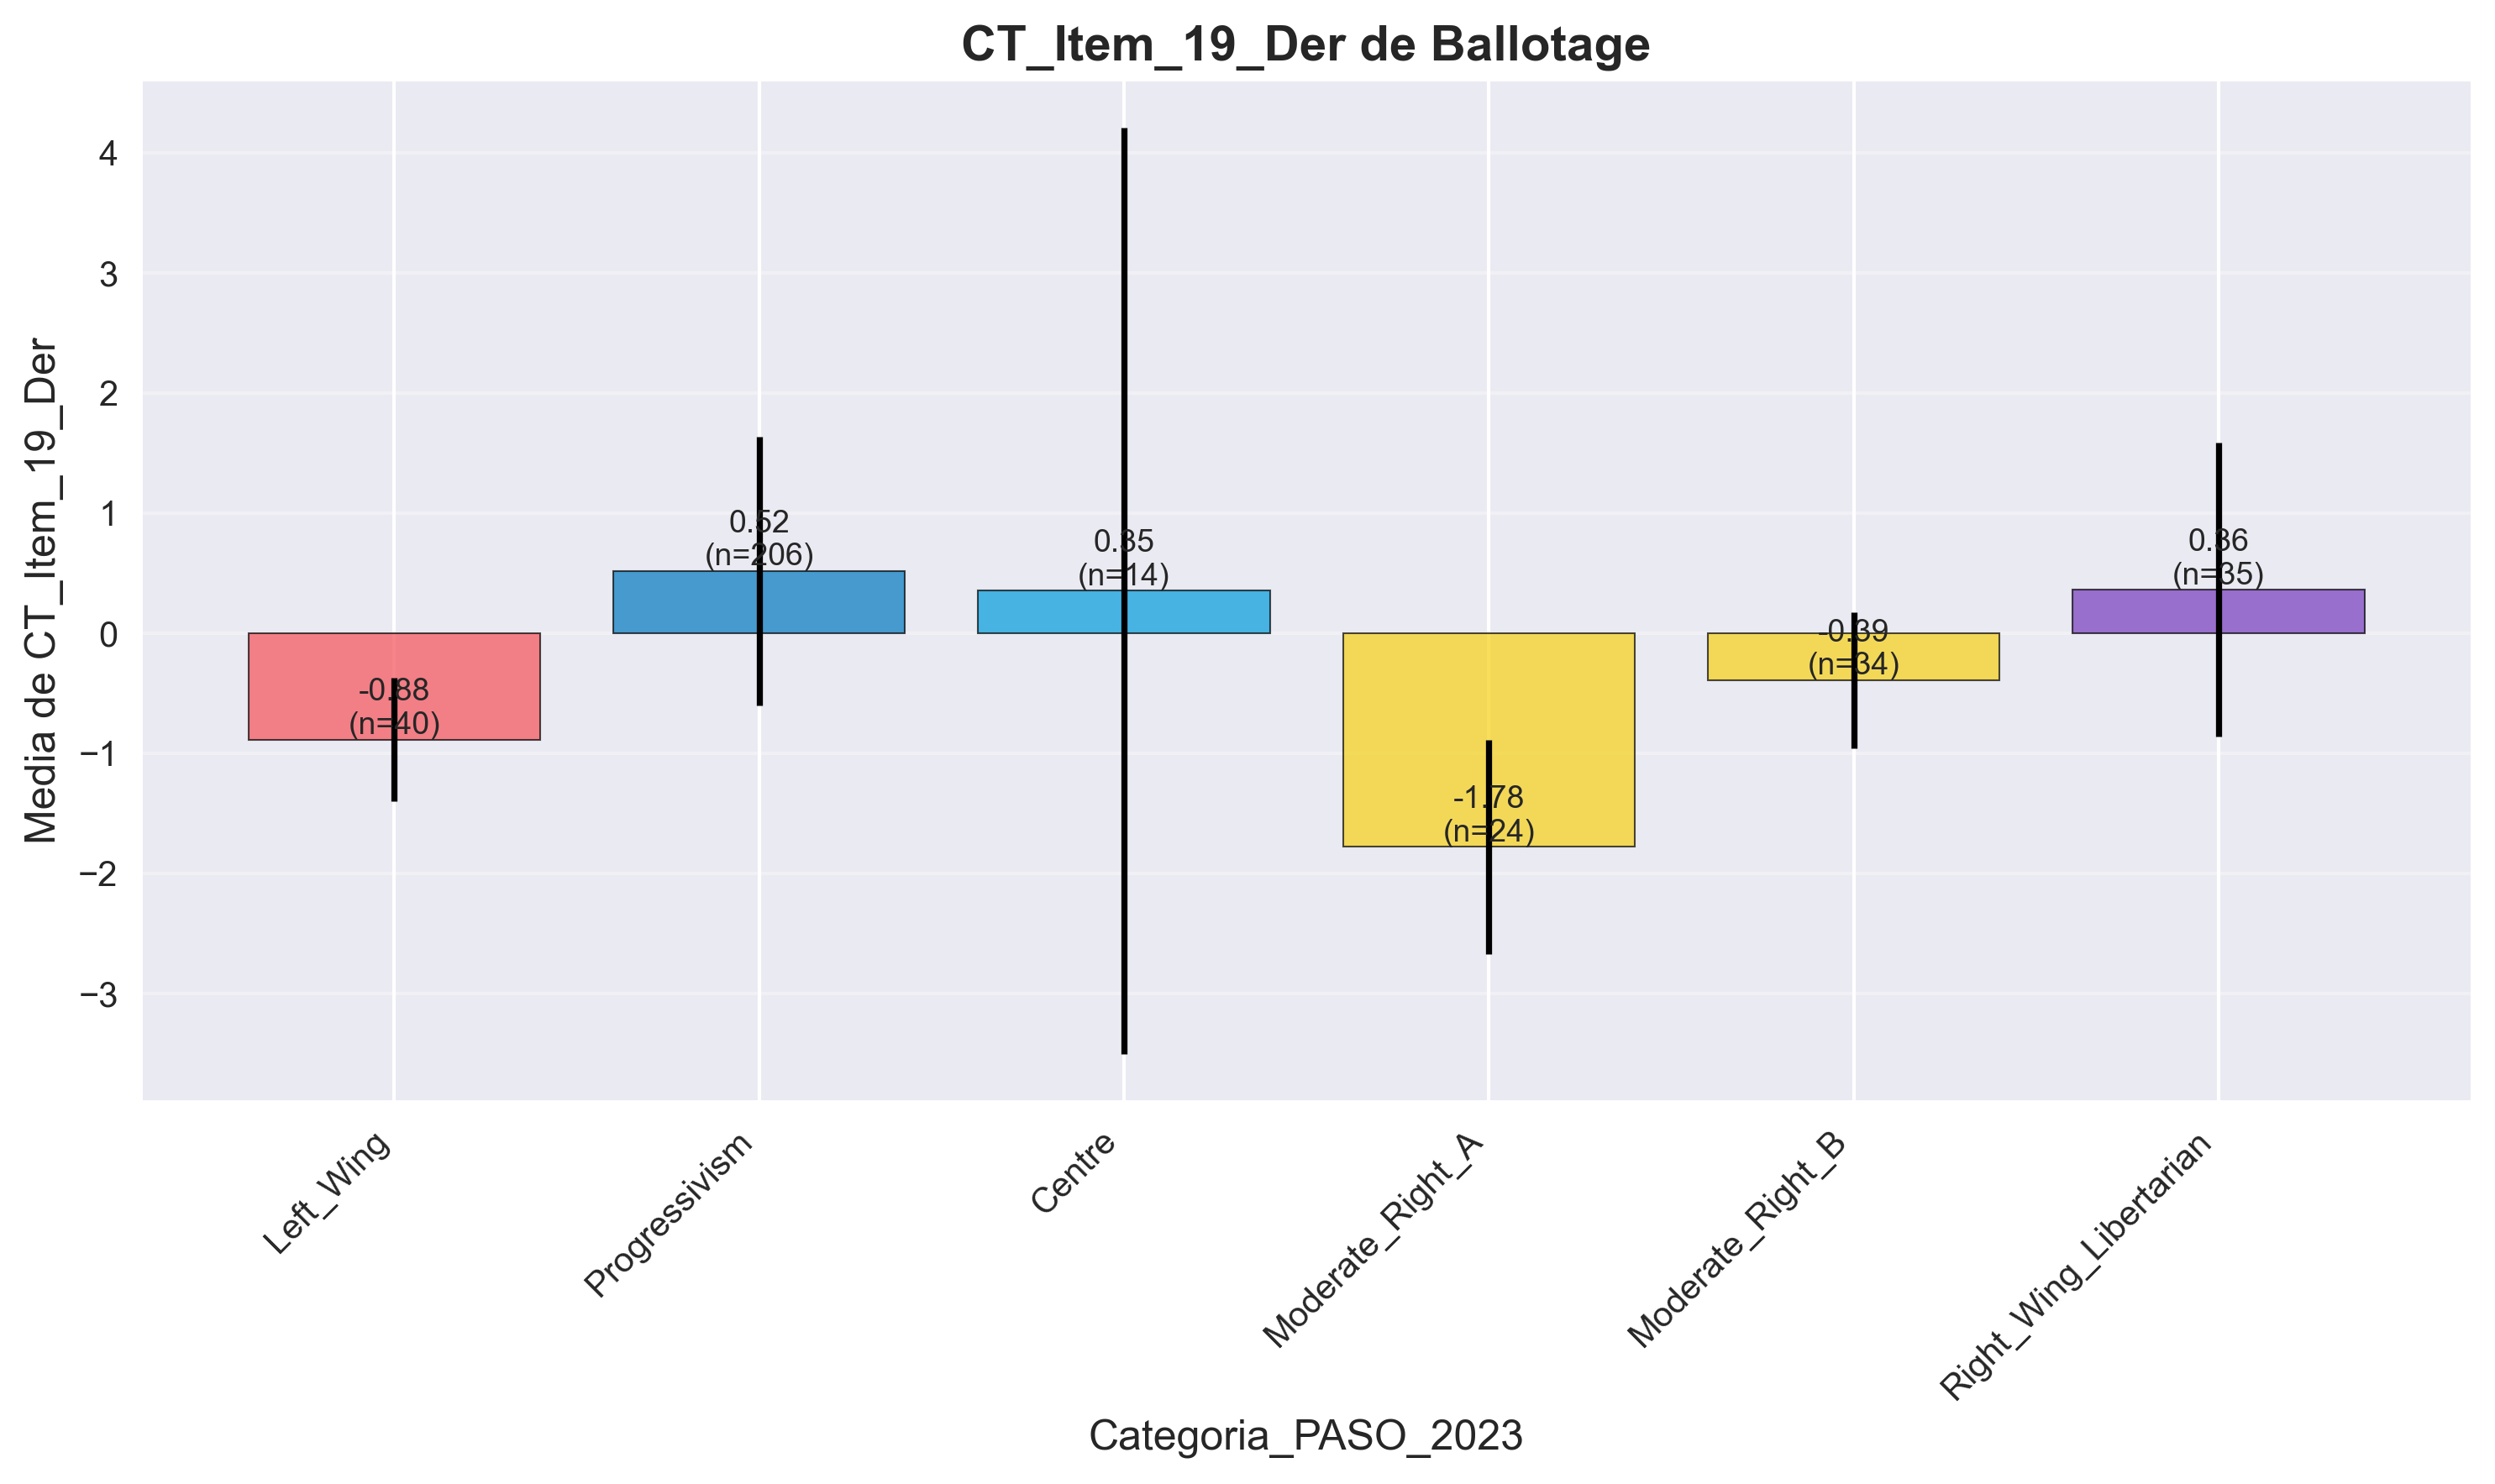 CT_Item_19_Der de Ballotage
Media de CT_Item_19_Der
4
3
2
1
0
−1
−2
−3
-0.88
(n=40)
0.52
(n=206)
0.35
(n=14)
-1.78
(n=24)
-0.39
(n=34)
0.36
(n=35)
Left_Wing
Progressivism
Centre
Moderate_Right_A
Moderate_Right_B
Right_Wing_Libertarian
Categoria_PASO_2023